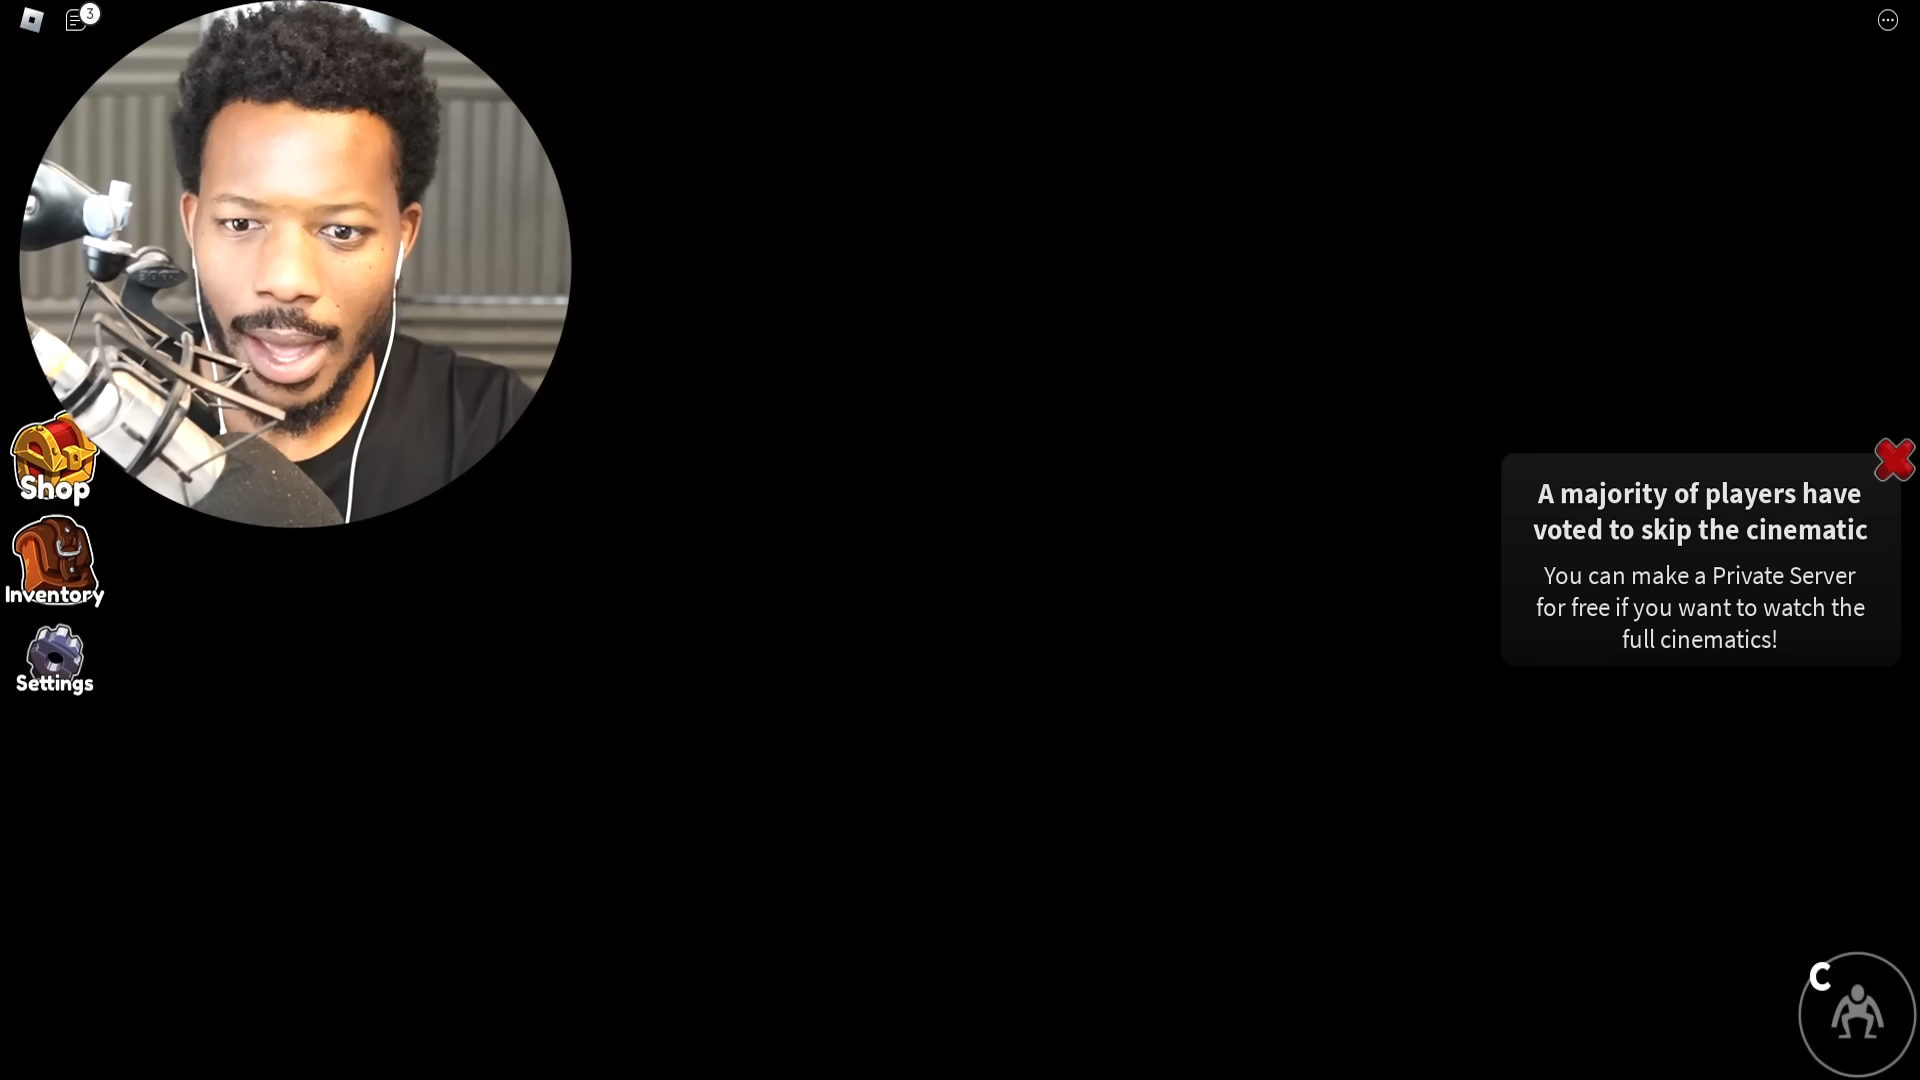 3
Shop
Inventory
Settings
A majority of players have
voted to skip the cinematic
You can make a Private Server
for free if you want to watch the
full cinematics!
C